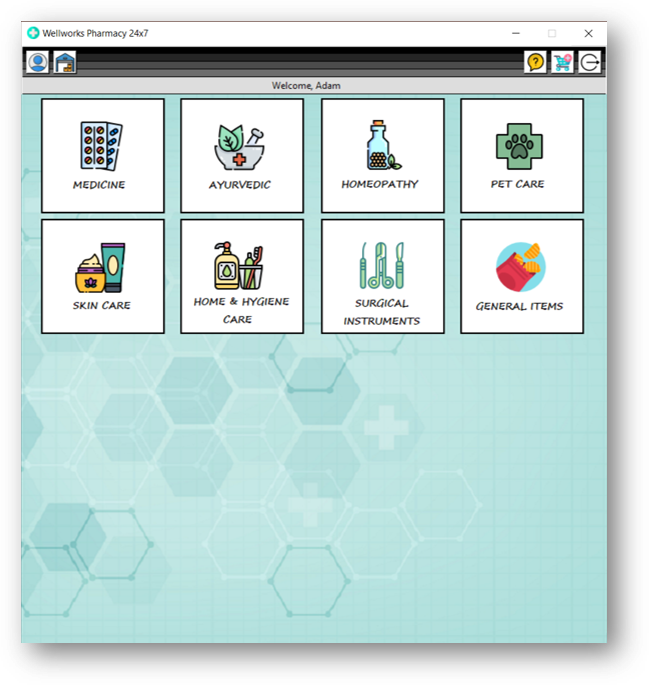 Wellworks Pharmacy 24x7
Welcome, Adam
MEDICINE
AYURVEDIC
HOMEOPATHY
PET CARE
SKIN CARE
HOME & HYGIENE
CARE
SURGICAL
INSTRUMENTS
GENERAL ITEMS